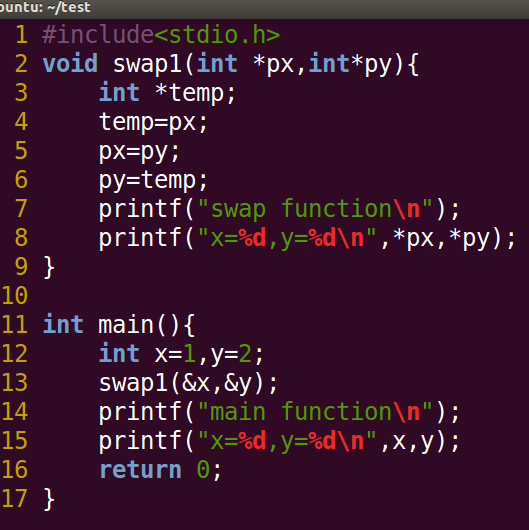 ubuntu: ~/test
1 #include<stdio.h>
2 void swap1(int *px,int*py){
3     int *temp;
4     temp=px;
5     px=py;
6     py=temp;
7     printf("swap function\n");
8     printf("x=%d,y=%d\n",*px,*py);
9 }
10
11 int main(){
12     int x=1,y=2;
13     swap1(&x,&y);
14     printf("main function\n");
15     printf("x=%d,y=%d\n",x,y);
16     return 0;
17 }